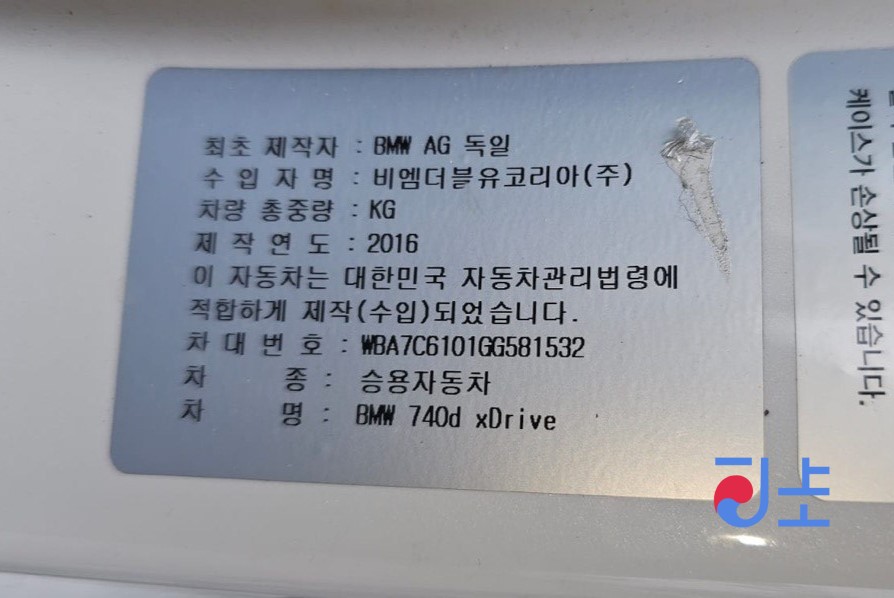 최초 제작자 : BMW AG 독일
수 입 자 명 : 비엠더블유코리아(주)
차량 총중량 : KG
제 작 연 도 : 2016
이 자동차는 대한민국 자동차관리법령에
적합하게 제작(수입)되었습니다.
차 대 번 호 : WBA7C6101GG581532
차 종 : 승용자동차
차 명 : BMW 740d xDrive
케이스가 손상될 수 있습니다.